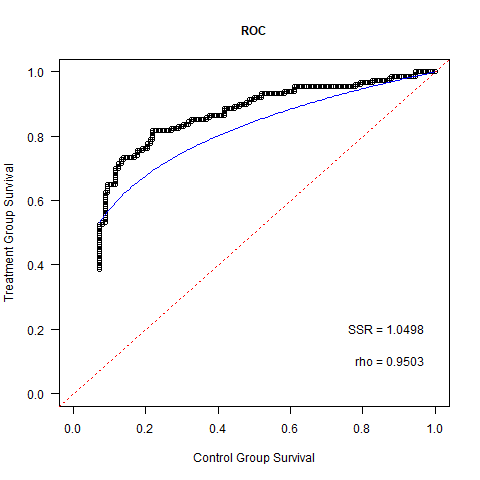 ROC
Treatment Group Survival
1.0
0.8
0.6
0.4
0.2
0.0
SSR = 1.0498
rho = 0.9503
0.0 0.2 0.4 0.6 0.8 1.0
Control Group Survival